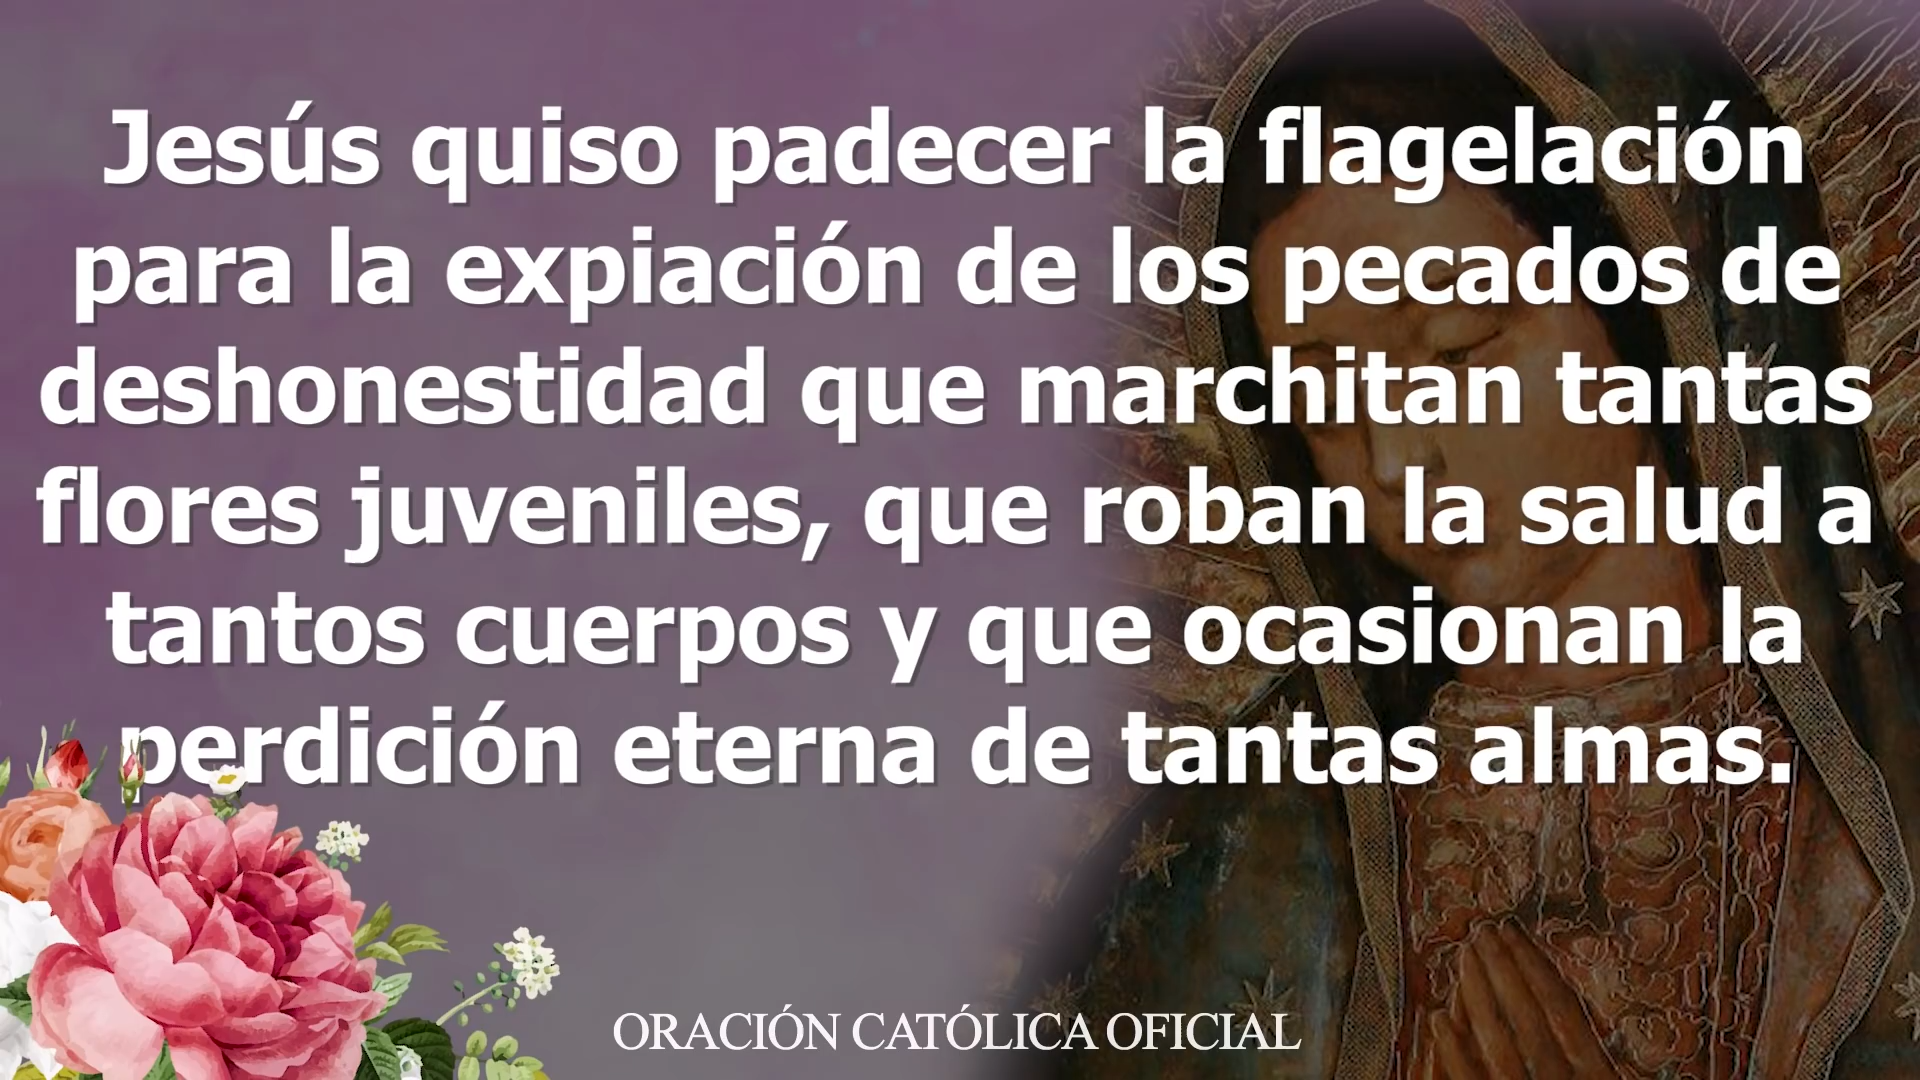 Jesús quiso padecer la flagelación
para la expiación de los pecados de
deshonestidad que marchitan tantas
flores juveniles, que roban la salud a
tantos cuerpos y que ocasionan la
perdición eterna de tantas almas.
ORACIÓN CATÓLICA OFICIAL